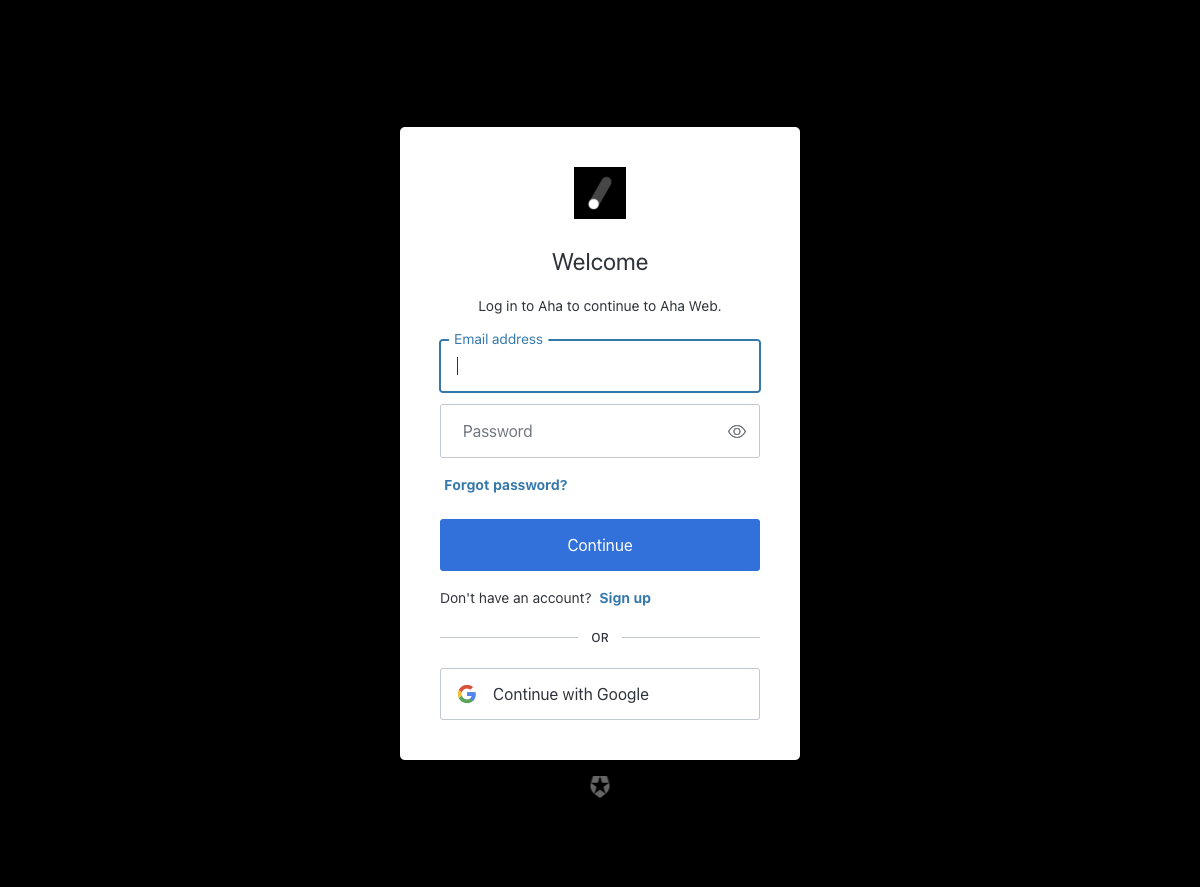 Welcome
Log in to Aha to continue to Aha Web.
Email address
Password
Forgot password?
Continue
Don't have an account? Sign up
OR
Continue with Google